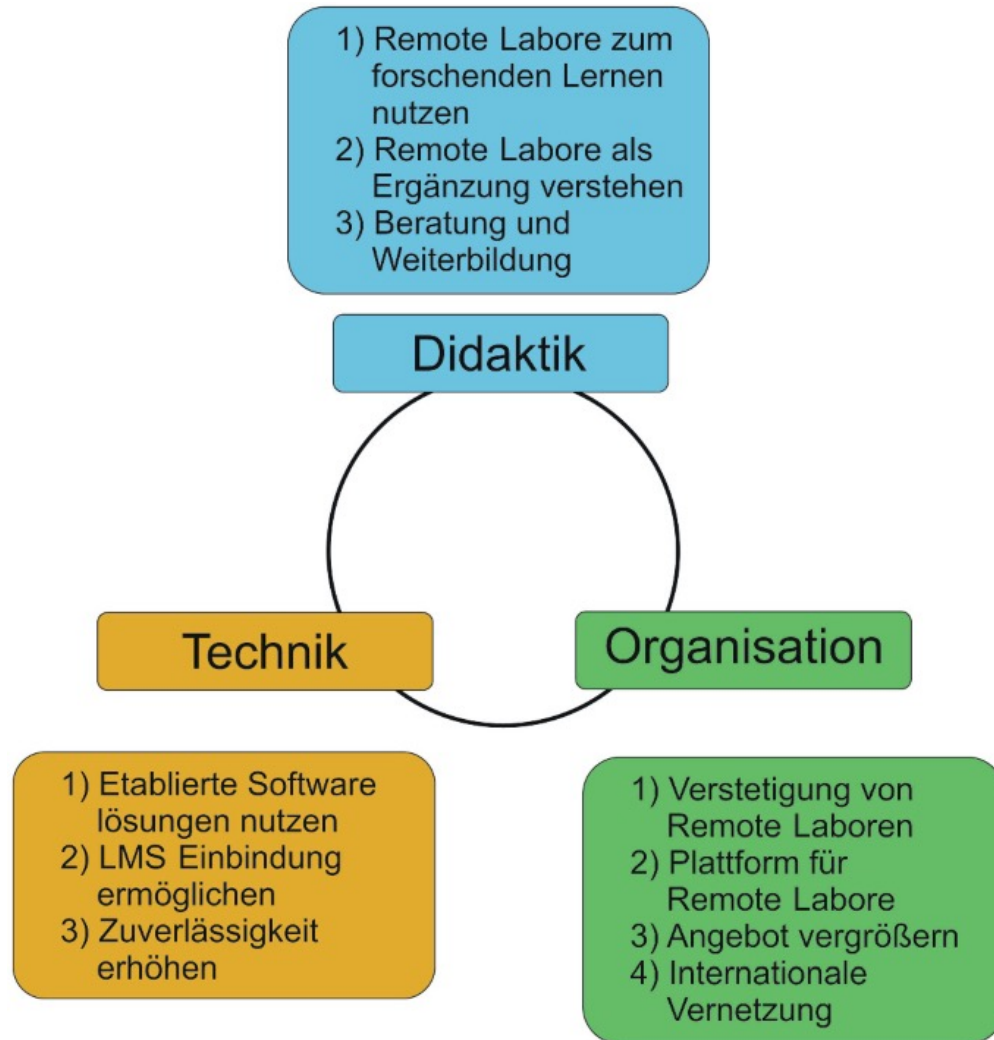 1) Remote Labore zum
forschenden Lernen
nutzen
2) Remote Labore als
Ergänzung verstehen
3) Beratung und
Weiterbildung
Didaktik
Technik
Organisation
1) Etablierte Software
lösungen nutzen
2) LMS Einbindung
ermöglichen
3) Zuverlässigkeit
erhöhen
1) Verstetigung von
Remote Laboren
2) Plattform für
Remote Labore
3) Angebot vergrößern
4) Internationale
Vernetzung